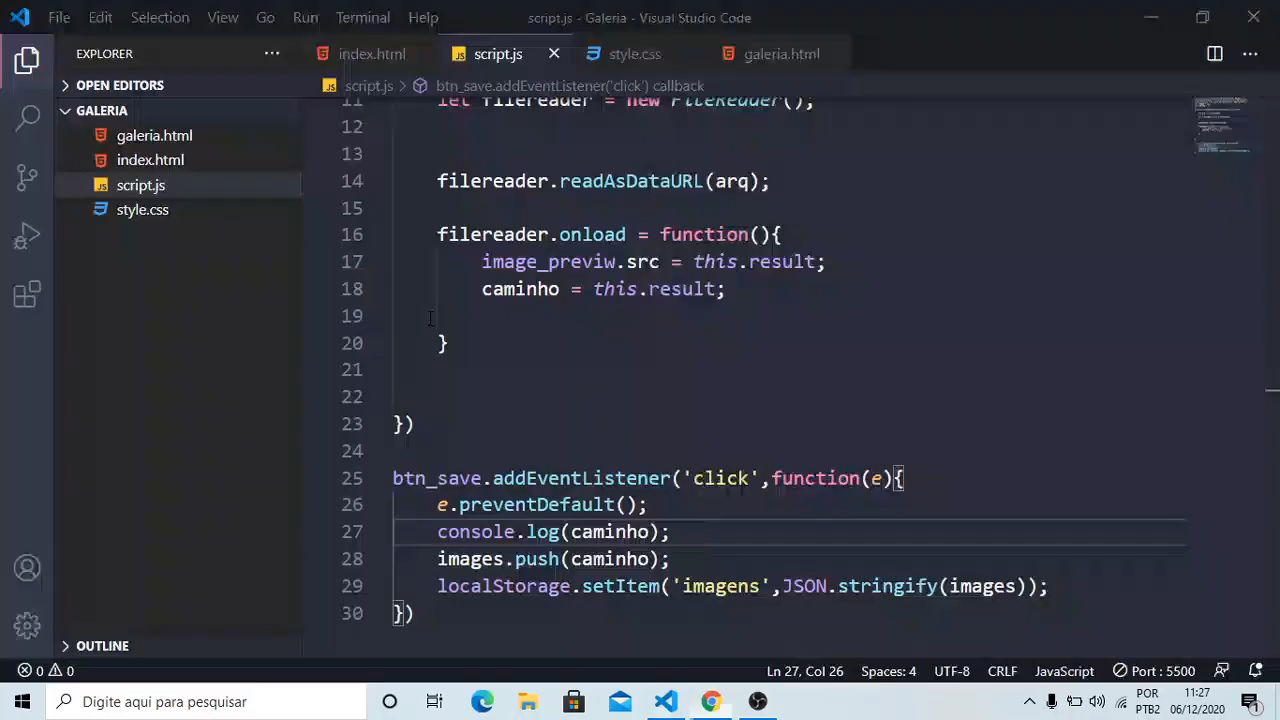 File Edit Selection View Go Run Terminal Help script.js - Galeria - Visual Studio Code
EXPLORER index.html script.js style.css galeria.html
OPEN EDITORS script.js > btn_save.addEventListener('click') callback
GALERIA
galeria.html
index.html
script.js
style.css
OUTLINE
11 let filereader = new FileReader();
12
13
14 filereader.readAsDataURL(arq);
15
16 filereader.onload = function(){
17 image_previw.src = this.result;
18 caminho = this.result;
19
20 }
21
22
23 })
24
25 btn_save.addEventListener('click',function(e){
26 e.preventDefault();
27 console.log(caminho);
28 images.push(caminho);
29 localStorage.setItem('imagens',JSON.stringify(images));
30 })
0 0 Ln 27, Col 26 Spaces: 4 UTF-8 CRLF JavaScript Port : 5500
Digite aqui para pesquisar
POR
PTB2
11:27
06/12/2020
1